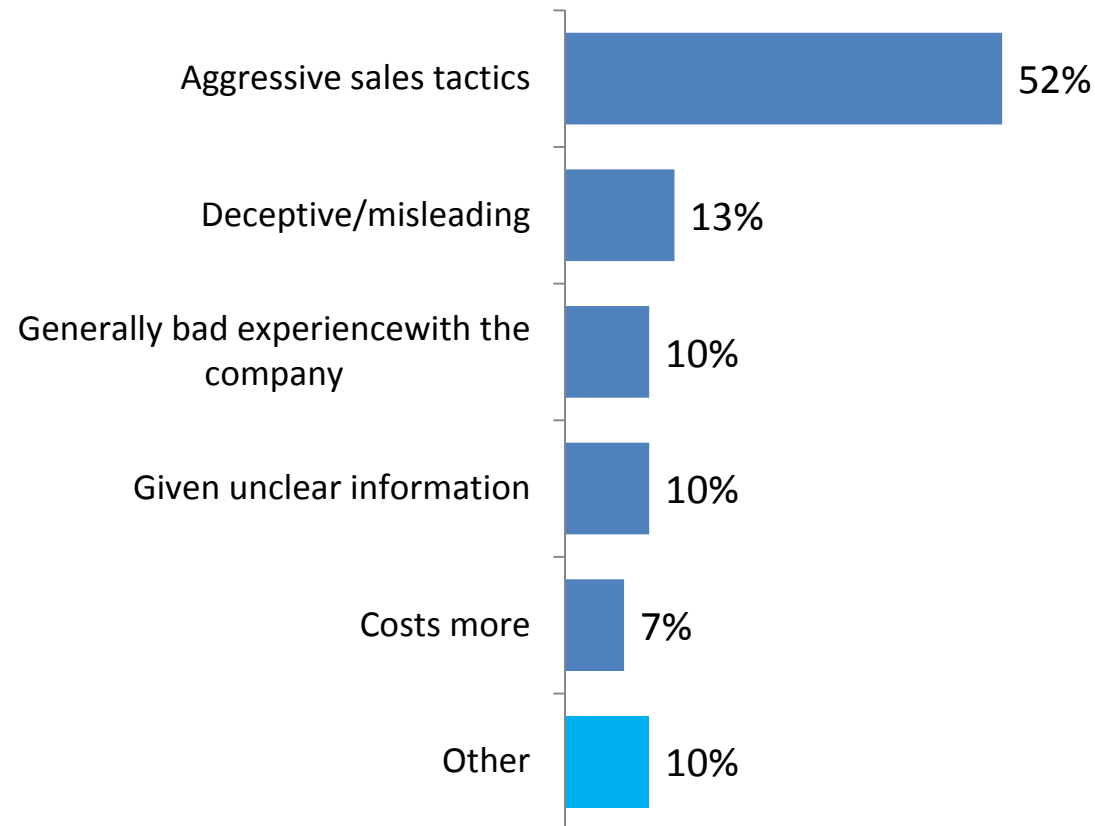 Aggressive sales tactics
52%
Deceptive/misleading
13%
Generally bad experiencewith the
company
10%
Given unclear information
10%
Costs more
7%
Other
10%